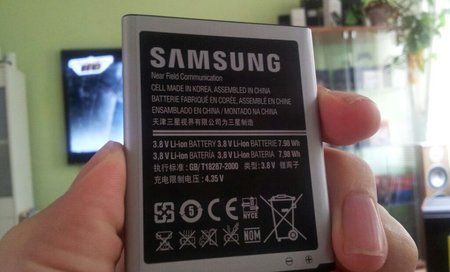 SAMSUNG
Near Field Communication
CELL MADE IN KOREA, ASSEMBLED IN CHINA
BATTERIE FABRIQUÉ EN CORÉE, ASSEMBLÉ EN CHINE
ENSAMBLADO EN CHINA / MONTADO NA CHINA
天津三星视界有限公司为三星制造
3.8 V Li-ion BATTERY 3.8 V Li-ion BATTERIE 7.98 Wh
3,8 V Li-ion BATERÍA 3,8 V Li-ion BATERIA 7,98 Wh
执行标准: GB/T 18287-2000 类型: 3.8 V 锂离子
充电限制电压: 4.35 V
5
NYCE
- +